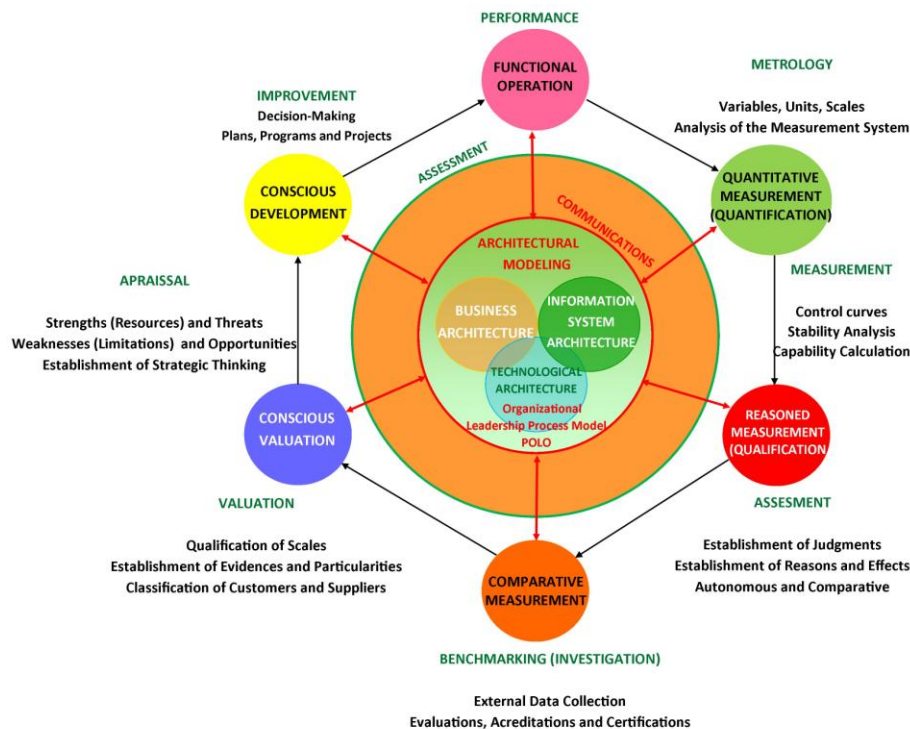 PERFORMANCE
FUNCTIONAL
OPERATION
METROLOGY
Variables, Units, Scales
Analysis of the Measurement System
IMPROVEMENT
Decision-Making
Plans, Programs and Projects
ASSESSMENT
COMMUNICATIONS
CONSCIOUS
DEVELOPMENT
QUANTITATIVE
MEASUREMENT
(QUANTIFICATION)
ARCHITECTURAL
MODELING
BUSINESS
ARCHITECTURE
INFORMATION
SYSTEM
ARCHITECTURE
TECHNOLOGICAL
ARCHITECTURE
Organizational
Leadership Process Model
POLO
MEASUREMENT
Control curves
Stability Analysis
Capability Calculation
APRAISSAL
Strengths (Resources) and Threats
Weaknesses (Limitations) and Opportunities
Establishment of Strategic Thinking
CONSCIOUS
VALUATION
REASONED
MEASUREMENT
(QUALIFICATION
VALUATION
Qualification of Scales
Establishment of Evidences and Particularities
Classification of Customers and Suppliers
ASSESMENT
Establishment of Judgments
Establishment of Reasons and Effects
Autonomous and Comparative
COMPARATIVE
MEASUREMENT
BENCHMARKING (INVESTIGATION)
External Data Collection
Evaluations, Acreditations and Certifications